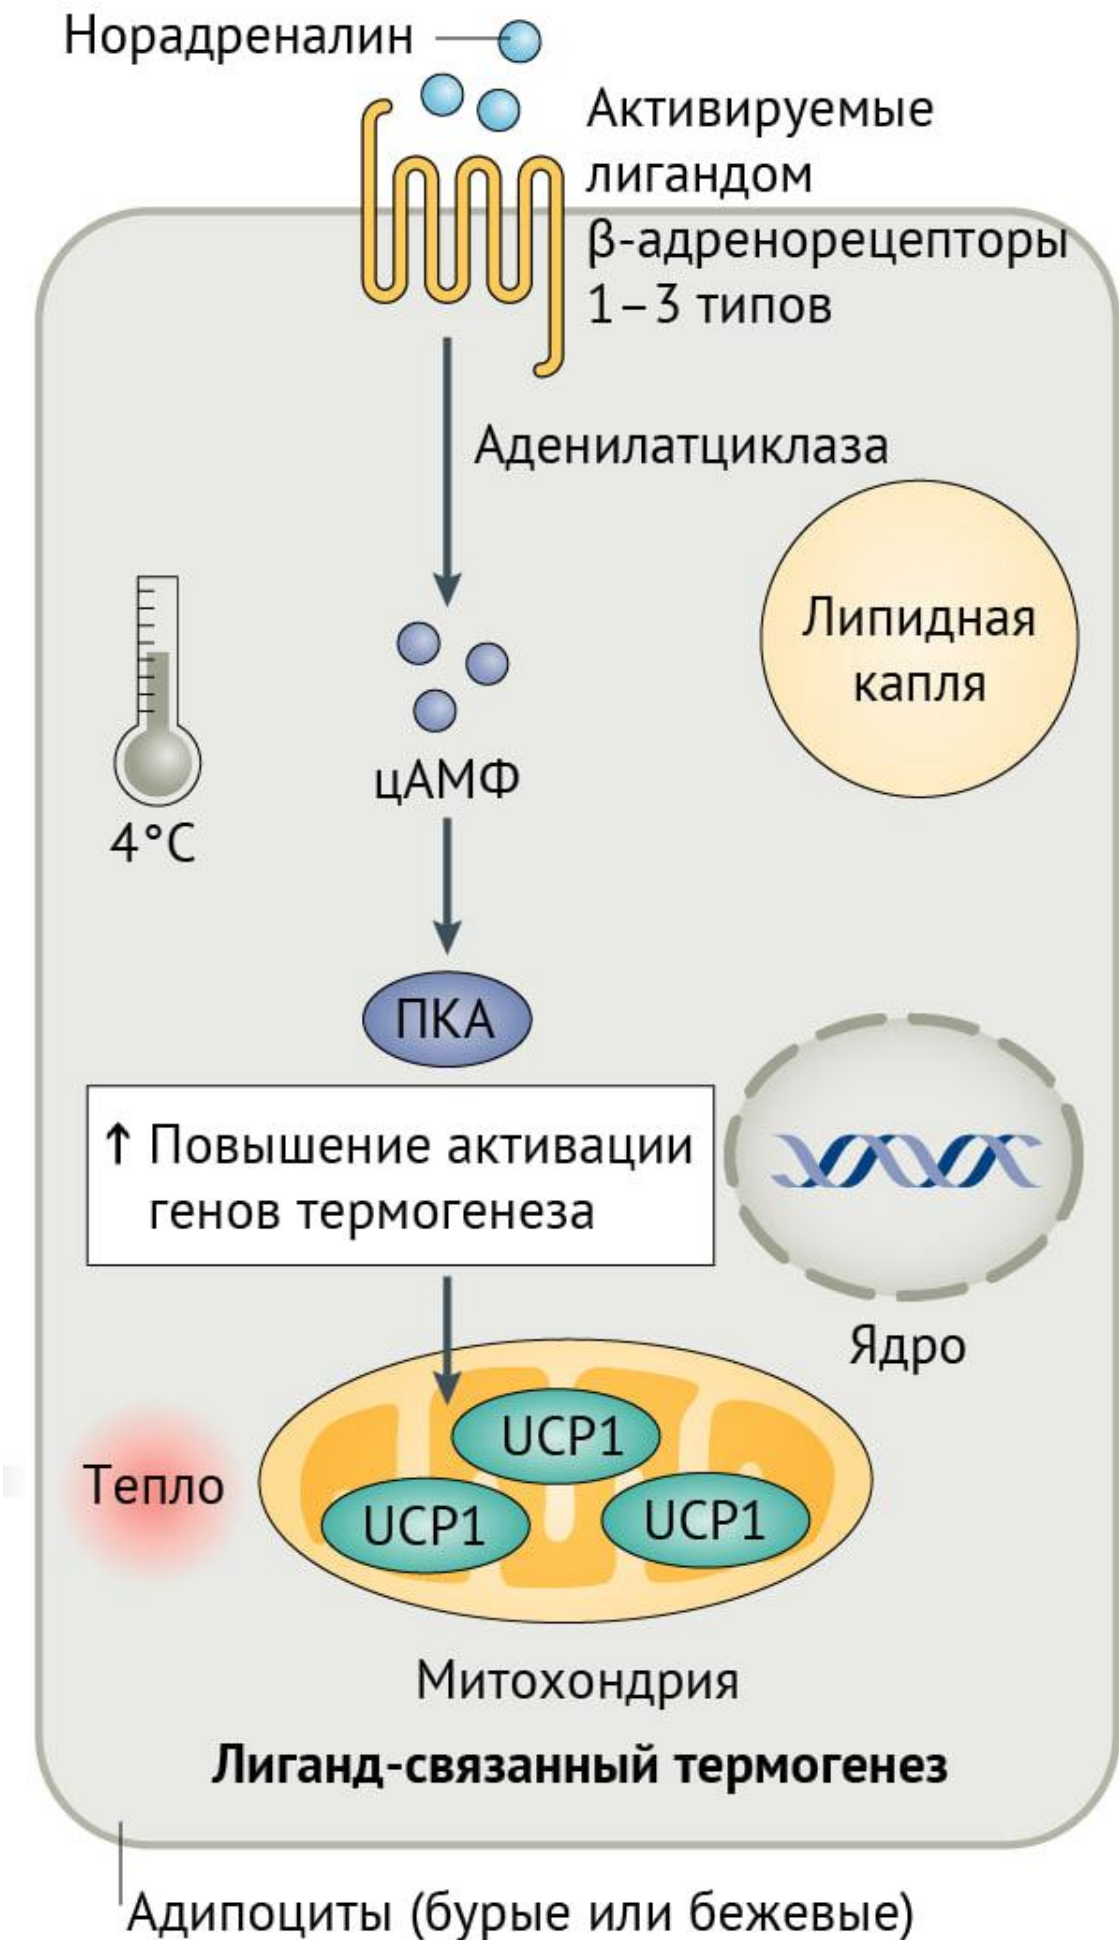 Норадреналин
Активируемые
лигандом
β-адренорецепторы
1–3 типов
Аденилатциклаза
Липидная
капля
цАМФ
4°C
ПКА
↑ Повышение активации
генов термогенеза
Ядро
UCP1
UCP1
UCP1
Тепло
Митохондрия
Лиганд-связанный термогенез
Адипоциты (бурые или бежевые)